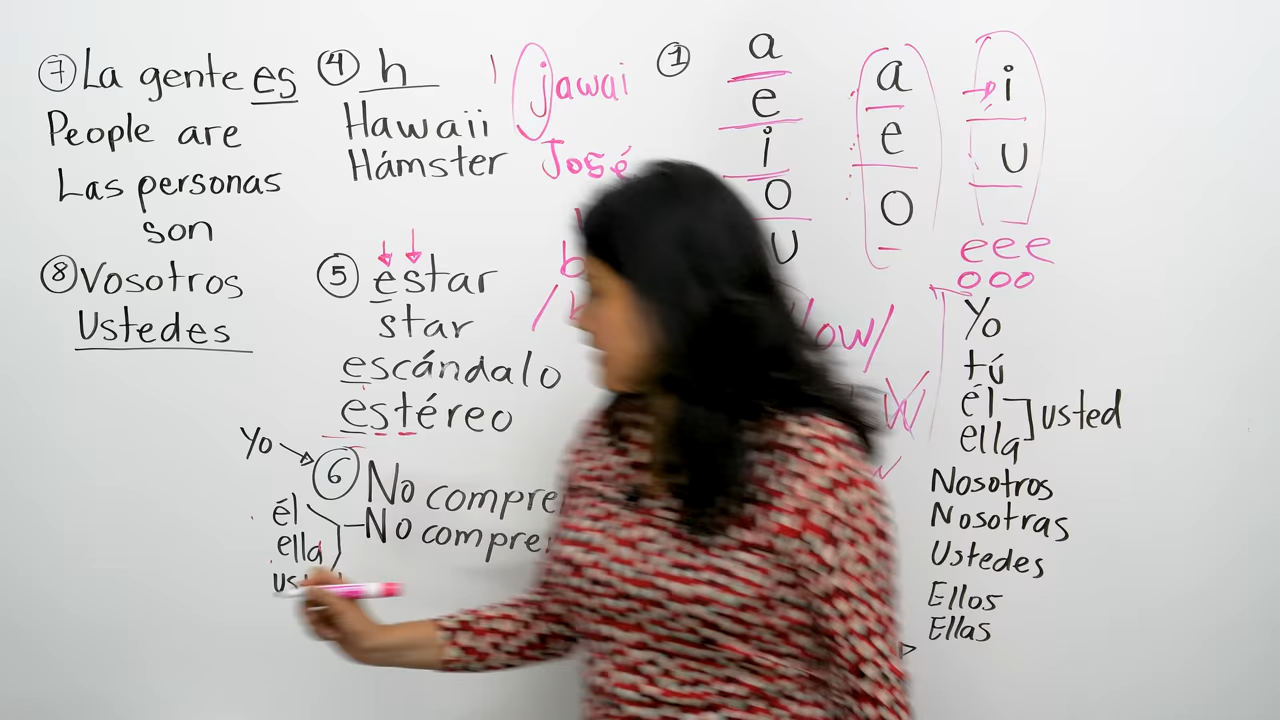 7 La gente es
People are
Las personas
son
8 Vosotros
Ustedes
4 h
Hawaii
Hámster
jawai
José
5 estar
star
escándalo
estéreo
Yo
6 No
él
ella
No
1 a
e
i
o
u
a
e
o
i
u
eee
ooo
Yo
tú
él
ella
usted
Nosotros
Nosotras
Ustedes
Ellos
Ellas